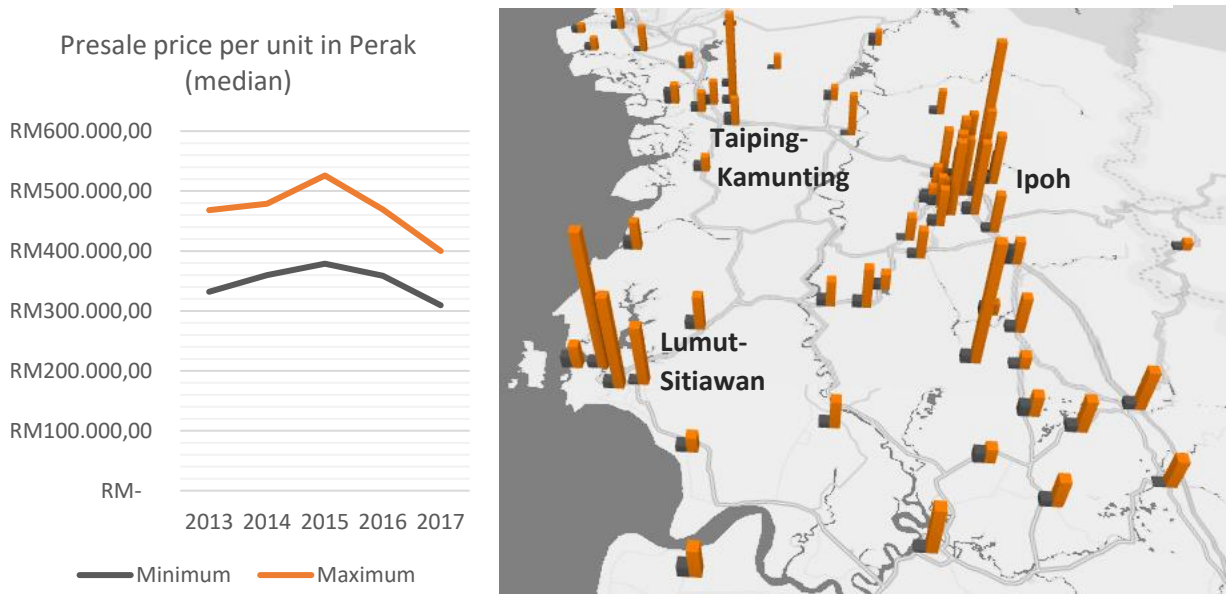 Presale price per unit in Perak
(median)
RM600.000,00
RM500.000,00
RM400.000,00
RM300.000,00
RM200.000,00
RM100.000,00
RM-
2013 2014 2015 2016 2017
Minimum Maximum
Taiping-
Kamunting
Ipoh
Lumut-
Sitiawan